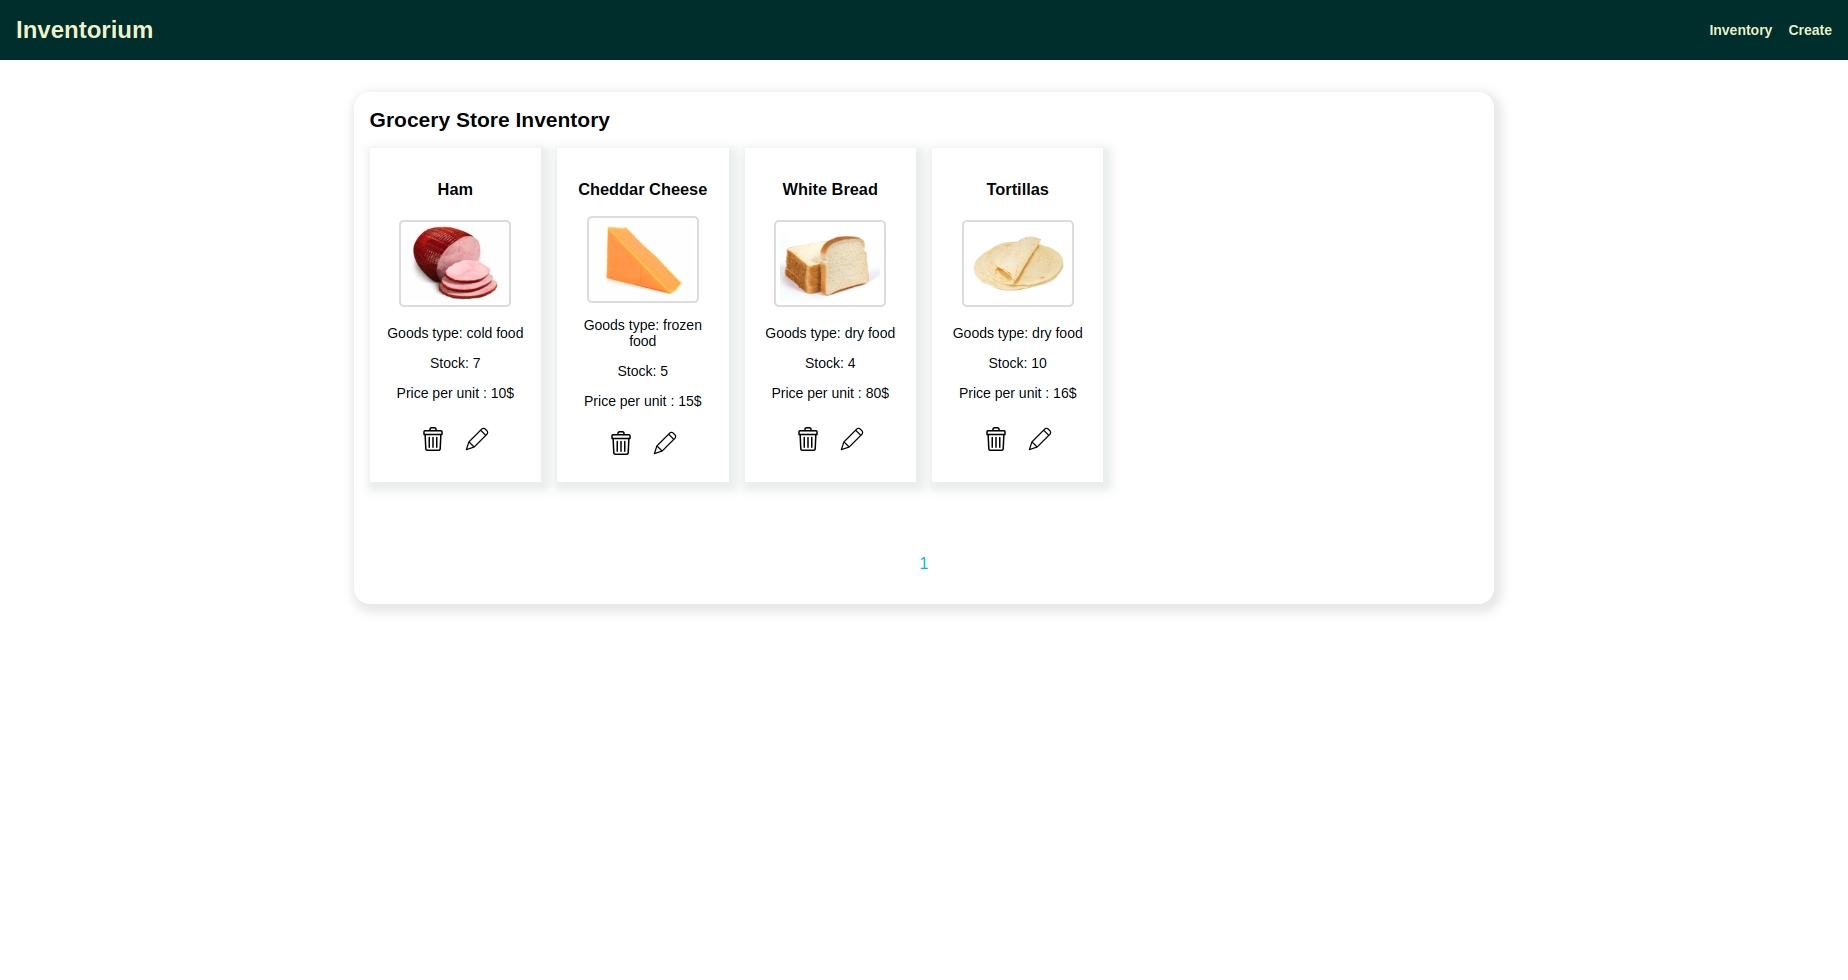 Inventorium
Inventory Create
Grocery Store Inventory
Ham
Goods type: cold food
Stock: 7
Price per unit : 10$
Cheddar Cheese
Goods type: frozen
food
Stock: 5
Price per unit : 15$
White Bread
Goods type: dry food
Stock: 4
Price per unit : 80$
Tortillas
Goods type: dry food
Stock: 10
Price per unit : 16$
1